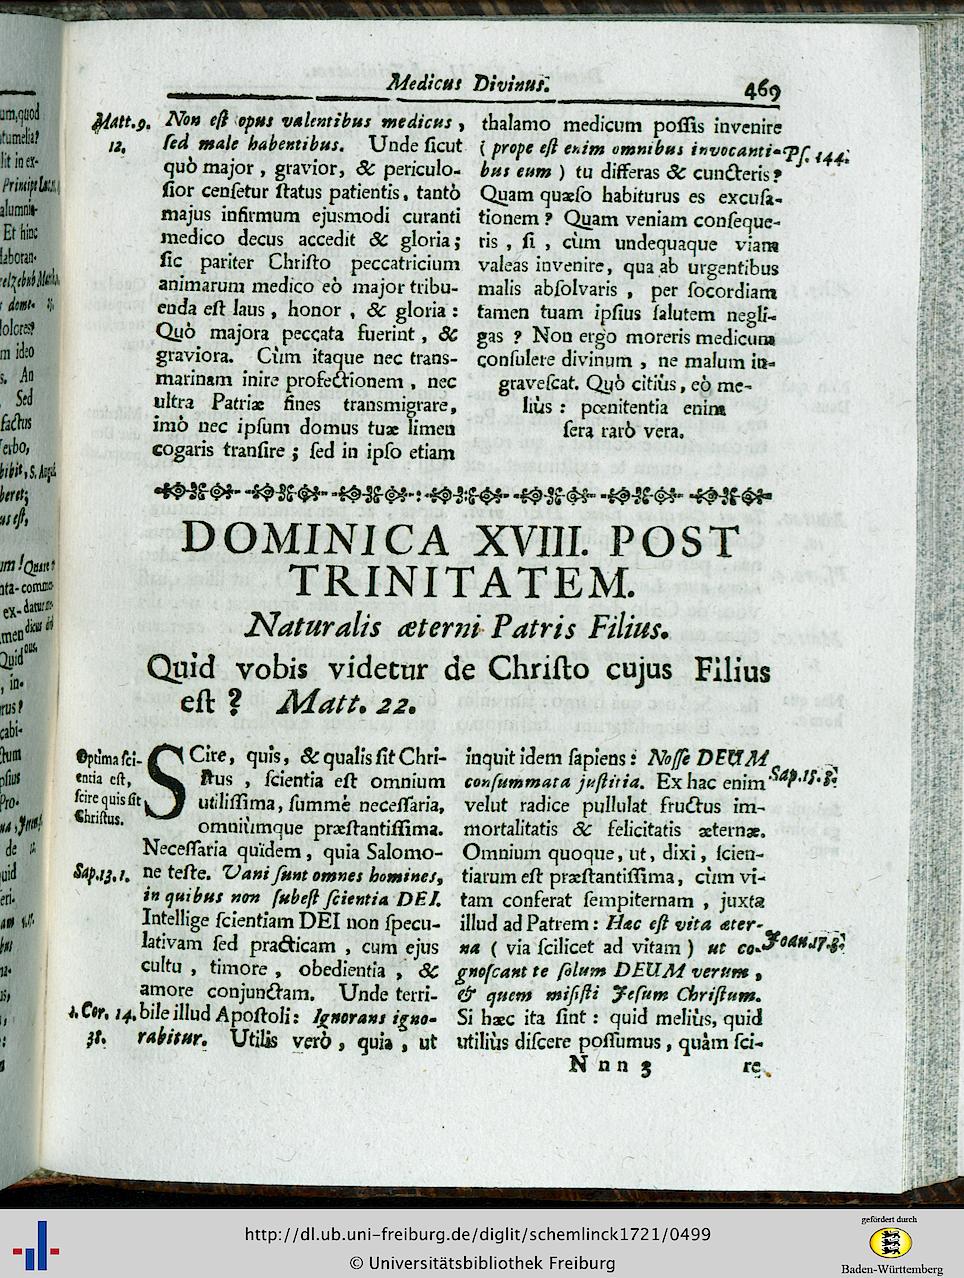 Medicus Divinus. 469
Matt. 9.
12.
Non eſt opus valentibus medicus,
ſed male habentibus. Unde ſicut
quò major, gravior, & periculo-
ſior cenſetur ſtatus patientis, tantò
majus infirmum ejusmodi curanti
medico decus accedit & gloria;
ſic pariter Chriſto peccatricium
animarum medico eò major tribu-
enda eſt laus, honor, & gloria:
Quò majora peccata fuerint, &
graviora. Cùm itaque nec trans-
marinam inire profectionem, nec
ultra Patriæ fines transmigrare,
imò nec ipſum domus tuæ limen
cogaris tranſire; ſed in ipſo etiam
thalamo medicum poſſis invenire
(prope eſt enim omnibus invocanti-
bus eum) tu differas & cuncteris?
Quam quæſo habiturus es excuſa-
tionem? Quam veniam conſeque-
ris, ſi, cùm undequaque viam
valeas invenire, qua ab urgentibus
malis abſolvaris, per ſocordiam
tamen tuam ipſius ſalutem negli-
gas? Non ergo moreris medicum
conſulere divinum, ne malum in-
graveſcat. Quò citiùs, eò me-
liùs: pœnitentia enim
ſera rarò vera.
Pſ. 144.
DOMINICA XVIII. POST
TRINITATEM.
Naturalis æterni Patris Filius.
Quid vobis videtur de Chriſto cujus Filius
eſt? Matt. 22.
Optima ſci-
entia eſt,
ſcire quis ſit
Chriſtus.
SCire, quis, & qualis ſit Chri-
ſtus, ſcientia eſt omnium
utiliſſima, ſummè neceſſaria,
omniùmque præſtantiſſima.
Neceſſaria quidem, quia Salomo-
Sap. 13. 1.
ne teſte. Vani ſunt omnes homines,
in quibus non ſubeſt ſcientia DEI.
Intellige ſcientiam DEI non ſpecu-
lativam ſed practicam, cum ejus
cultu, timore, obedientia, &
amore conjunctam. Unde terri-
1. Cor. 14.
38.
bile illud Apoſtoli: Ignorans igno-
rabitur. Utilis verò, quia, ut
inquit idem ſapiens: Noſſe DEUM
conſummata juſtitia. Ex hac enim
Sap. 15. 3.
velut radice pullulat fructus im-
mortalitatis & felicitatis æternæ.
Omnium quoque, ut, dixi, ſcien-
tiarum eſt præſtantiſſima, cùm vi-
tam conferat ſempiternam, juxta
illud ad Patrem: Hæc eſt vita æter-
na (via ſcilicet ad vitam) ut co-
Joan. 17. 3.
gnoſcant te ſolum DEUM verum,
& quem miſiſti Jeſum Chriſtum.
Si hæc ita ſint: quid meliùs, quid
utiliùs diſcere poſſumus, quàm ſci-
Nnn 3 re
http://dl.ub.uni-freiburg.de/diglit/schemlinck1721/0499
© Universitätsbibliothek Freiburg
gefördert durch
Baden-Württemberg